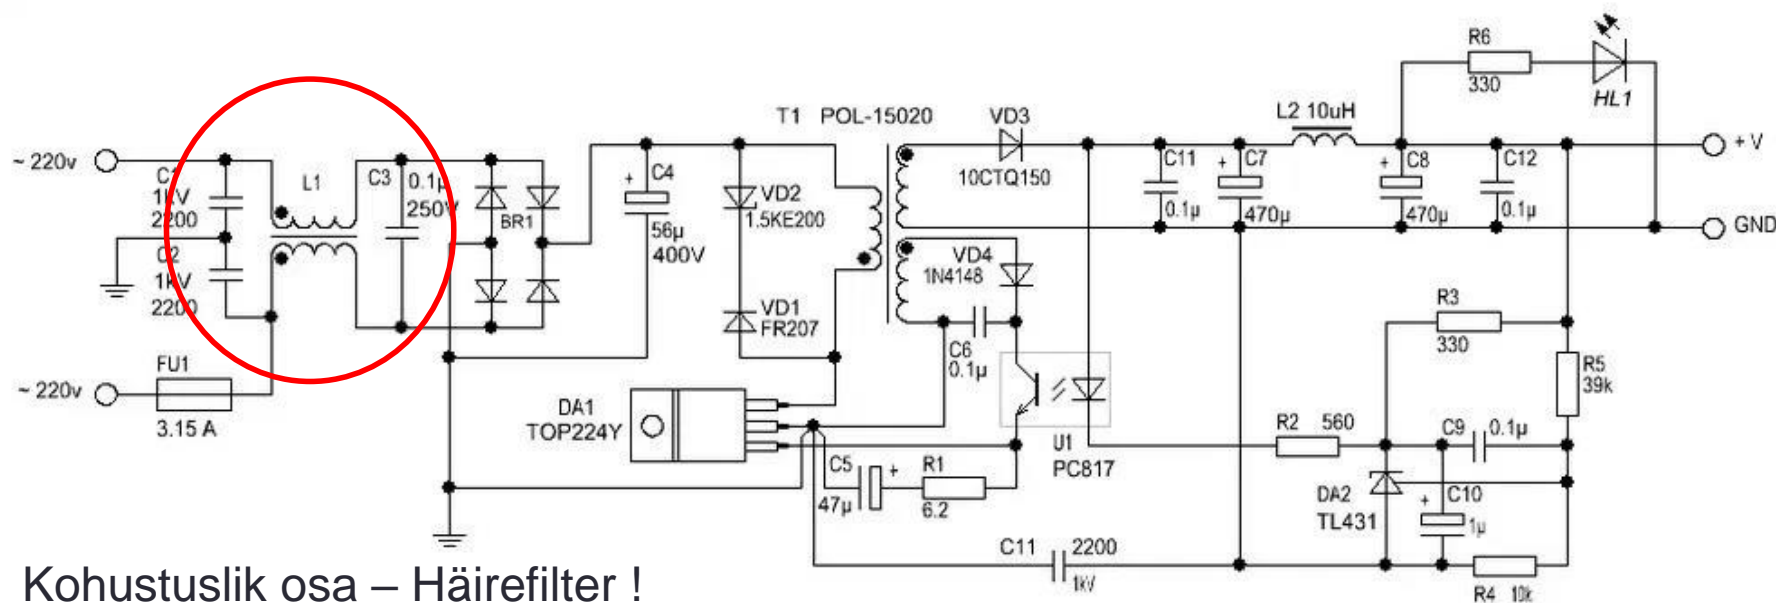 ~ 220v
C1
1KV
2200
C2
1kV
2200
~ 220v
FU1
3.15 A
L1
C3
0.1µ
250V
BR1
+
C4
56µ
400V
VD2
1.5KE200
VD1
FR207
T1 POL-15020
DA1
TOP224Y
C5
+
47µ
R1
6.2
VD3
10CTQ150
VD4
1N4148
C6
0.1µ
U1
PC817
C11
0.1µ
+
C7
470µ
L2 10uH
+
C8
470µ
C12
0.1µ
R6
330
HL1
+ V
GND
R3
330
R5
39k
R2 560
C9
0.1µ
DA2
TL431
+
C10
1µ
R4 10k
C11 2200
1kV
Kohustuslik osa – Häirefilter !